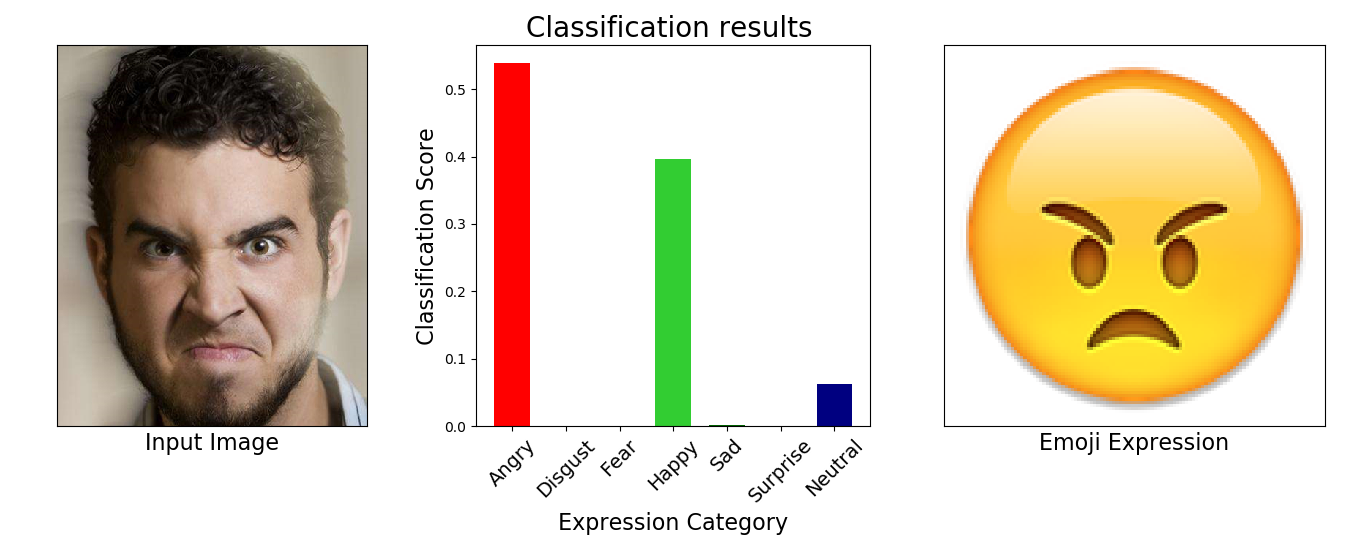 Classification results
Classification Score
0.5
0.4
0.3
0.2
0.1
0.0
Angry
Disgust
Fear
Happy
Sad
Surprise
Neutral
Expression Category
Input Image
Emoji Expression